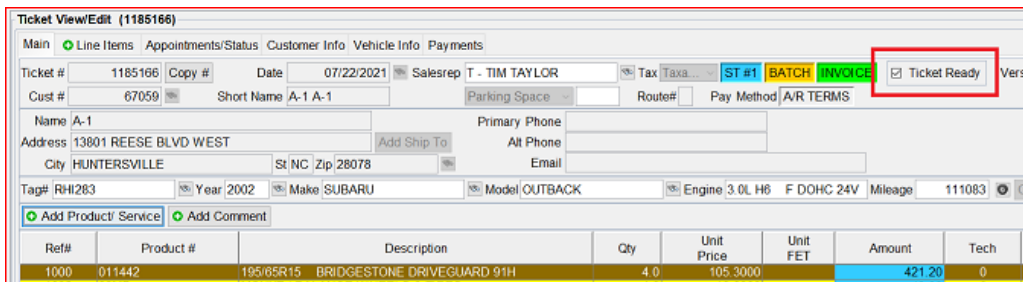 Ticket View/Edit (1185166)
Main Line Items Appointments/Status Customer Info Vehicle Info Payments
Ticket # 1185166 Copy # Date 07/22/2021 Salesrep T - TIM TAYLOR Tax Taxa... ST #1 BATCH INVOICE Ticket Ready Vers
Cust # 67059 Short Name A-1 A-1 Parking Space Route# Pay Method A/R TERMS
Name A-1 Primary Phone
Address 13801 REESE BLVD WEST Add Ship To Alt Phone
City HUNTERSVILLE St NC Zip 28078 Email
Tag# RHI283 Year 2002 Make SUBARU Model OUTBACK Engine 3.0L H6 F DOHC 24V Mileage 111083
Add Product/ Service Add Comment
Ref# Product # Description Qty Unit Price Unit FET Amount Tech
1000 011442 195/65R15 BRIDGESTONE DRIVEGUARD 91H 4.0 105.3000 421.20 0